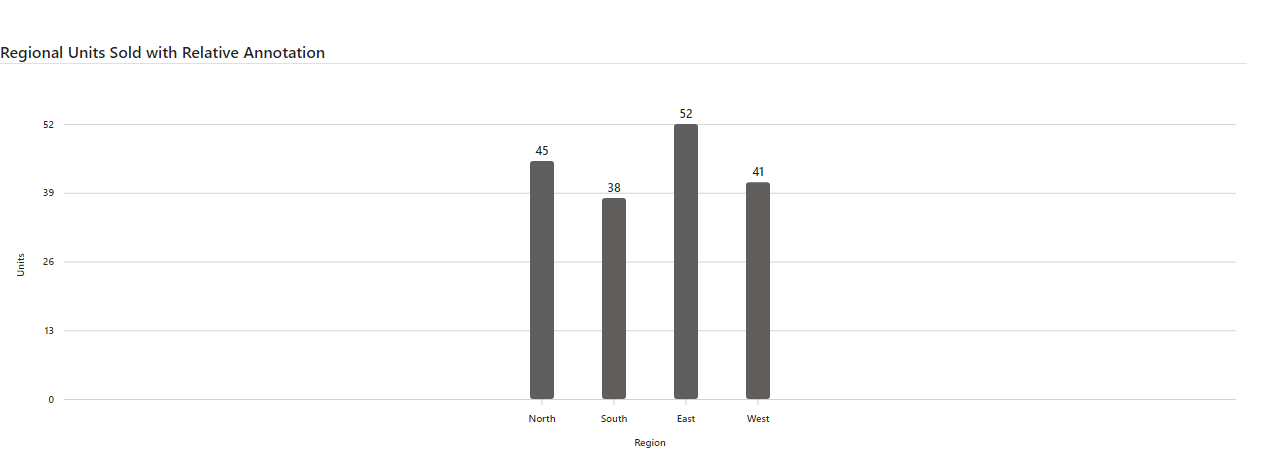 Regional Units Sold with Relative Annotation
52
52
45
41
39
38
26
Units
13
0
North South East West
Region